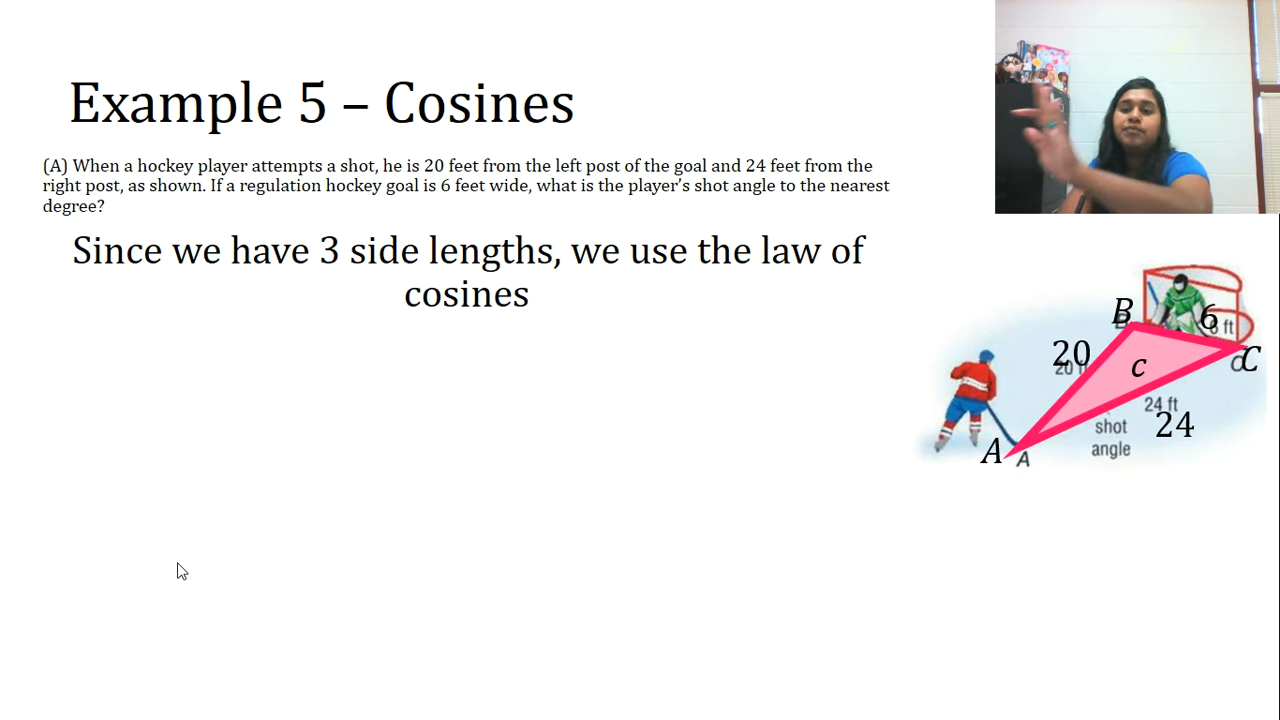 Example 5 – Cosines
(A) When a hockey player attempts a shot, he is 20 feet from the left post of the goal and 24 feet from the
right post, as shown. If a regulation hockey goal is 6 feet wide, what is the player's shot angle to the nearest
degree?
Since we have 3 side lengths, we use the law of
cosines
B
6
ft
20
20 ft
c
C
24 ft
24
shot
angle
A
A